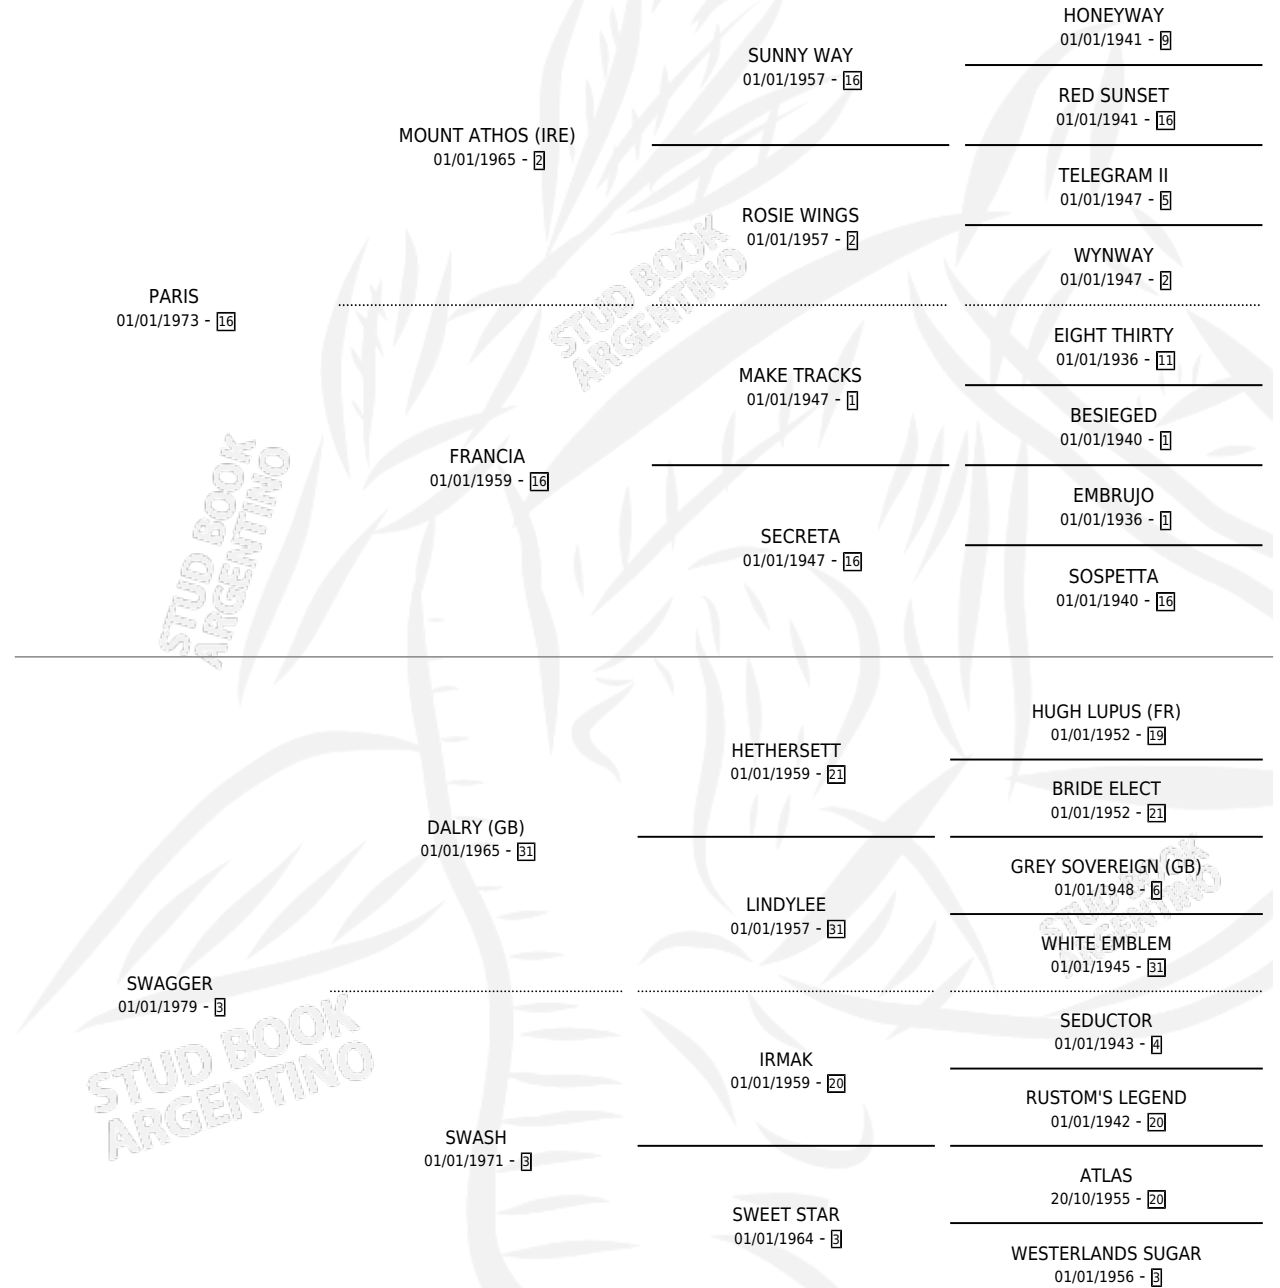 HONEYWAY
01/01/1941 - 9
SUNNY WAY
01/01/1957 - 16
RED SUNSET
01/01/1941 - 16
MOUNT ATHOS (IRE)
01/01/1965 - 2
TELEGRAM II
01/01/1947 - 5
ROSIE WINGS
01/01/1957 - 2
WYNWAY
01/01/1947 - 2
PARIS
01/01/1973 - 16
STUD BOOK
ARGENTINO
EIGHT THIRTY
01/01/1936 - 11
MAKE TRACKS
01/01/1947 - 1
BESIEGED
01/01/1940 - 1
FRANCIA
01/01/1959 - 16
EMBRUJO
01/01/1936 - 1
SECRETA
01/01/1947 - 16
SOSPETTA
01/01/1940 - 16
STUD BOOK
ARGENTINO
HUGH LUPUS (FR)
01/01/1952 - 19
HETHERSETT
01/01/1959 - 21
BRIDE ELECT
01/01/1952 - 21
DALRY (GB)
01/01/1965 - 31
GREY SOVEREIGN (GB)
01/01/1948 - 6
LINDYLEE
01/01/1957 - 31
WHITE EMBLEM
01/01/1945 - 31
STUD BOOK
ARGENTINO
SWAGGER
01/01/1979 - 3
SEDUCTOR
01/01/1943 - 4
IRMAK
01/01/1959 - 20
RUSTOM'S LEGEND
01/01/1942 - 20
STUD BOOK
ARGENTINO
SWASH
01/01/1971 - 3
ATLAS
20/10/1955 - 20
SWEET STAR
01/01/1964 - 3
WESTERLANDS SUGAR
01/01/1956 - 3